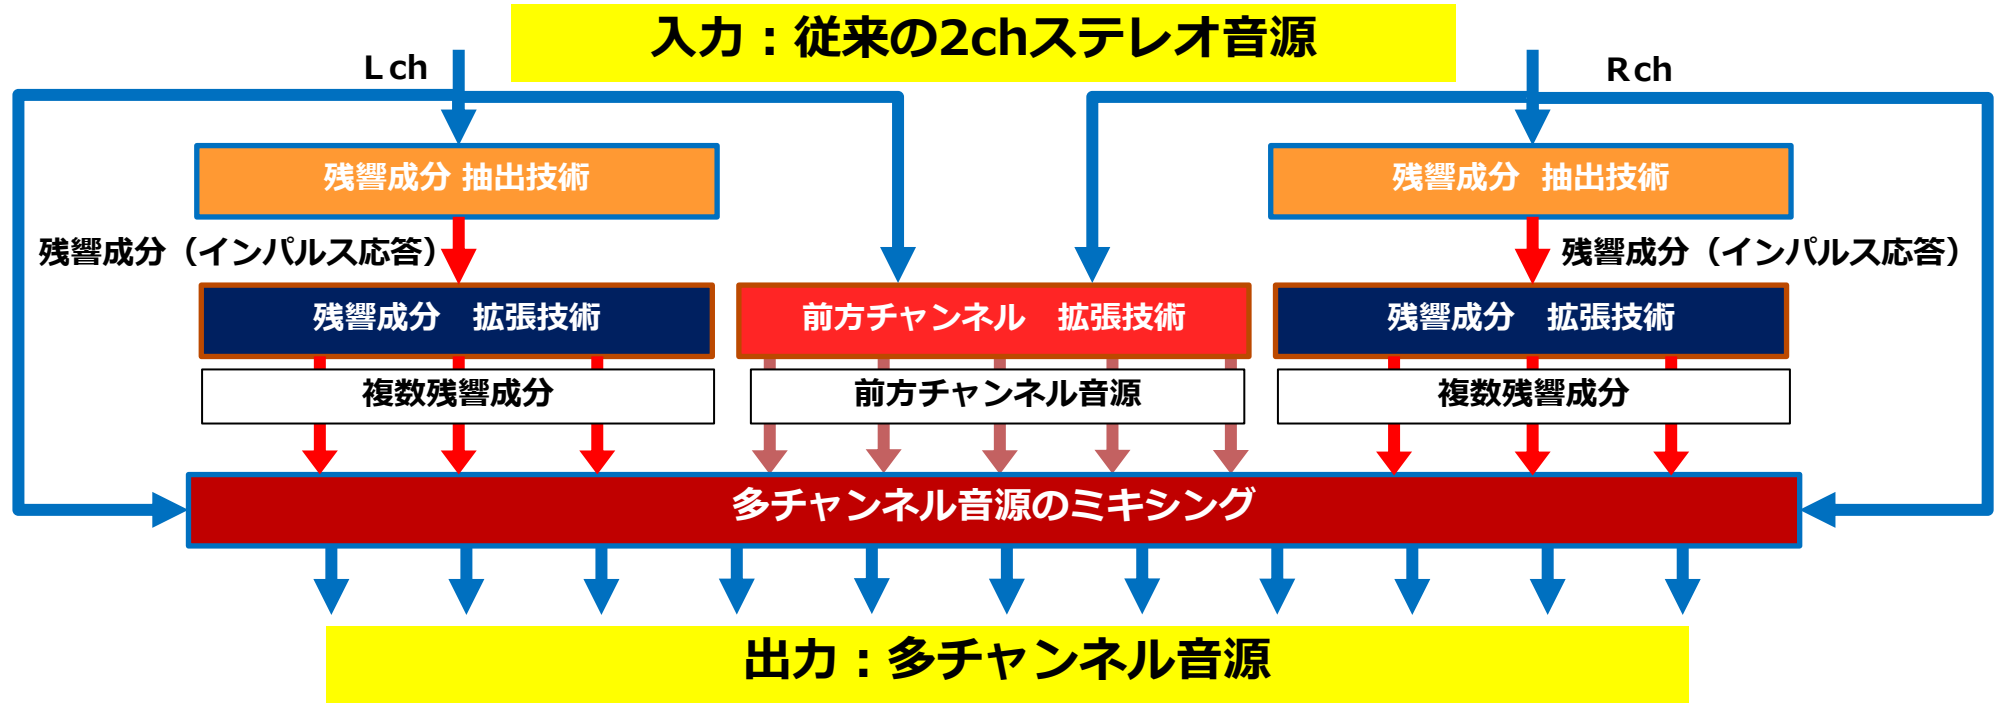 入力：従来の2chステレオ音源
Ｌch
Ｒch
残響成分 抽出技術
残響成分　抽出技術
残響成分（インパルス応答）
残響成分（インパルス応答）
残響成分　拡張技術
前方チャンネル　拡張技術
残響成分　拡張技術
複数残響成分
前方チャンネル音源
複数残響成分
多チャンネル音源のミキシング
出力：多チャンネル音源